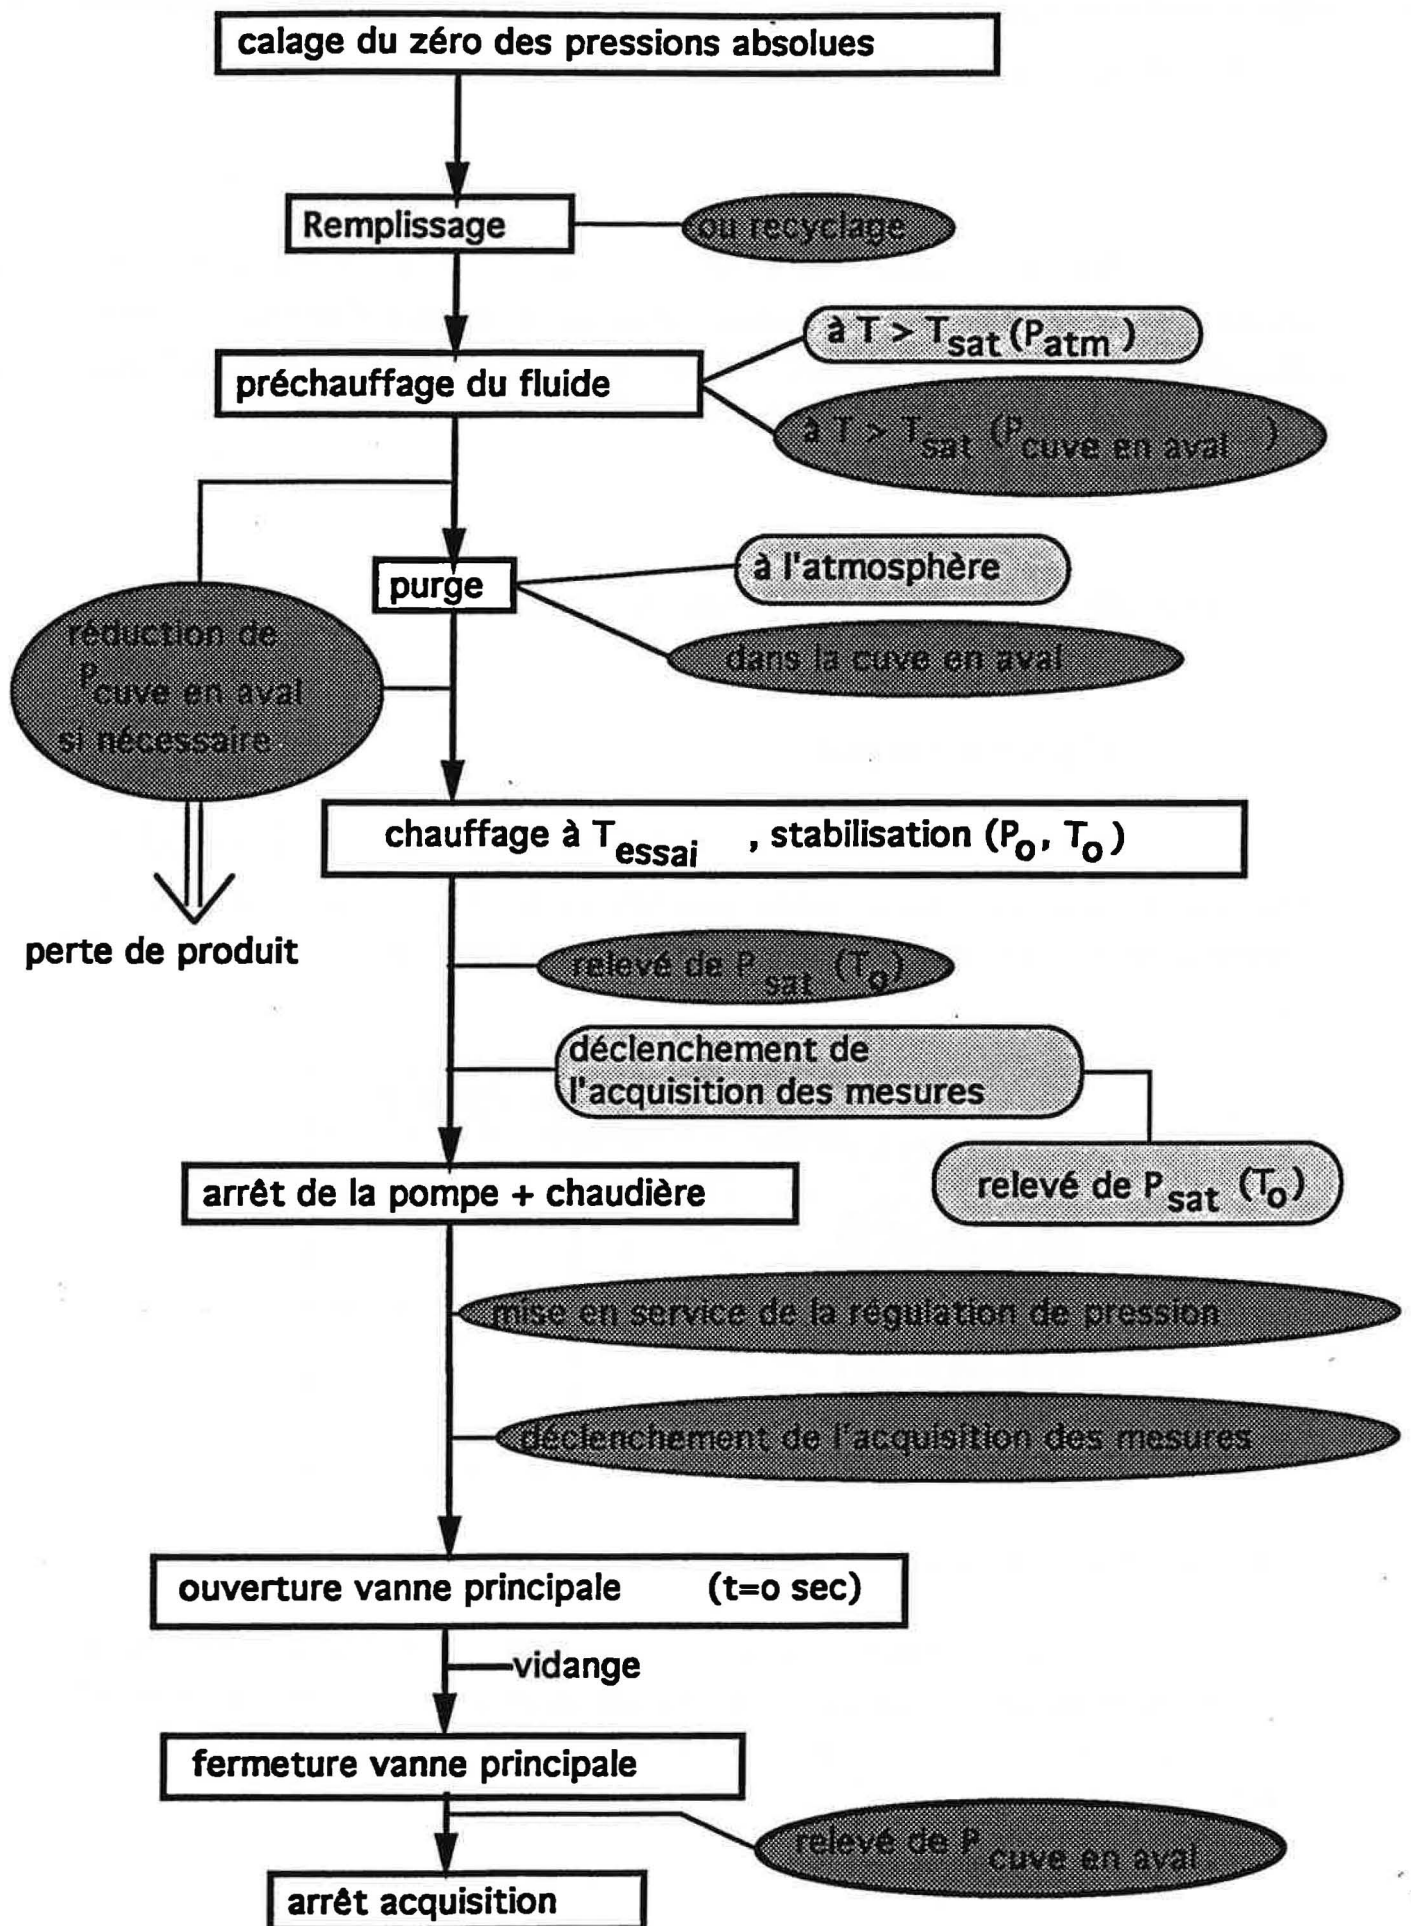 calage du zéro des pressions absolues
Remplissage
ou recyclage
à T > Tsat (Patm )
préchauffage du fluide
à T > Tsat (Pcuve en aval )
à l'atmosphère
purge
dans la cuve en aval
réduction de
Pcuve en aval
si nécessaire
chauffage à Tessai , stabilisation (Po, To)
perte de produit
relevé de Psat (To)
déclenchement de
l'acquisition des mesures
relevé de Psat (To)
arrêt de la pompe + chaudière
mise en service de la régulation de pression
déclenchement de l'acquisition des mesures
ouverture vanne principale (t=o sec)
vidange
fermeture vanne principale
relevé de P cuve en aval
arrêt acquisition